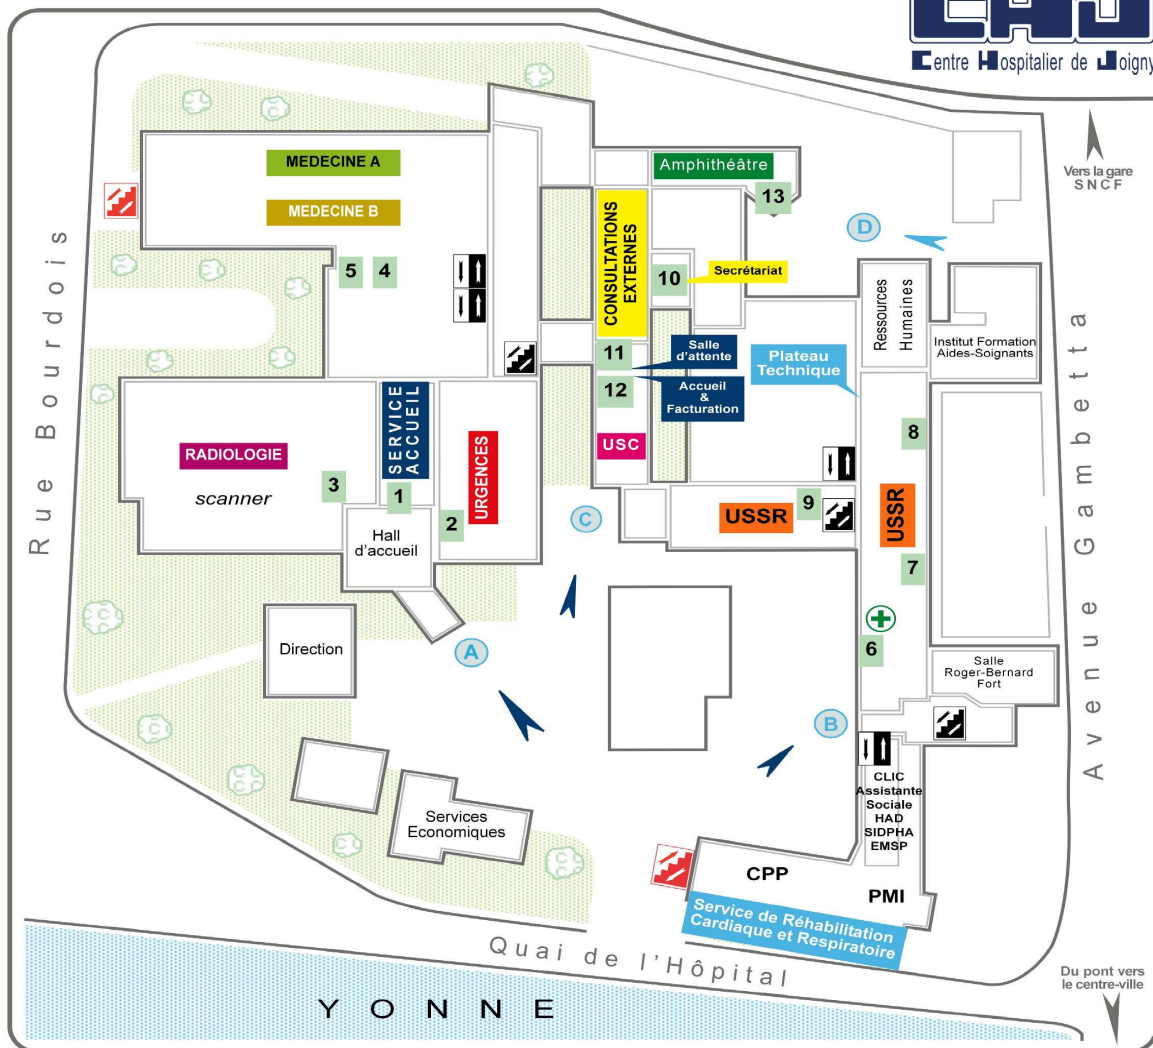 CHJ
Centre Hospitalier de Joigny
Vers la gare
SNCF
MEDECINE A
MEDECINE B
Amphithéâtre
13
D
5
4
CONSULTATIONS
EXTERNES
10
Secrétariat
Ressources
Humaines
Institut Formation
Aides-Soignants
Rue Bourdois
Avenue Gambetta
11
Salle
d'attente
12
Accueil
&
Facturation
Plateau
Technique
8
SERVICE
ACCUEIL
RADIOLOGIE
scanner
3
1
2
URGENCES
USC
USSR
9
USSR
C
Hall
d'accueil
7
6
Direction
A
Salle
Roger-Bernard
Fort
B
CLIC
Assistante
Sociale
HAD
SIDPHA
EMSP
Services
Economiques
CPP
PMI
Service de Réhabilitation
Cardiaque et Respiratoire
Quai de l'Hôpital
YONNE
Du pont vers
le centre-ville